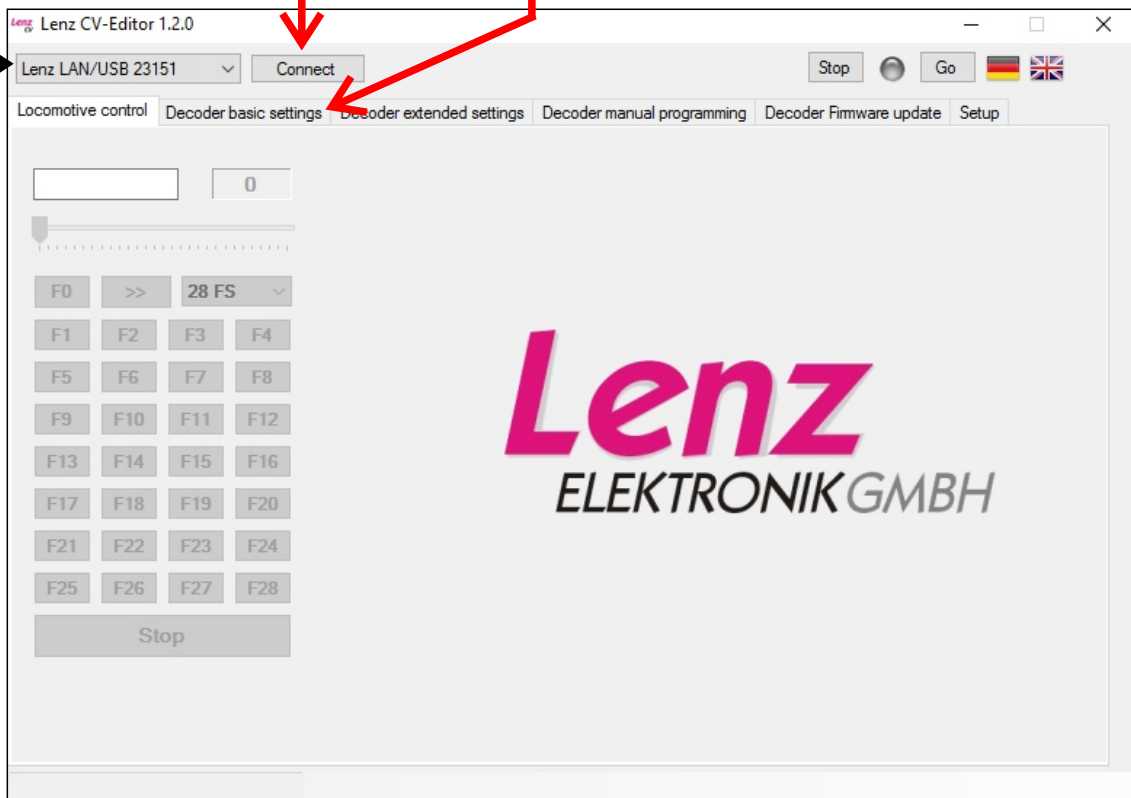 Lenz CV Lenz CV-Editor 1.2.0
Lenz LAN/USB 23151 Connect Stop Go
Locomotive control Decoder basic settings Decoder extended settings Decoder manual programming Decoder Firmware update Setup
0
F0 >> 28 FS
F1 F2 F3 F4
F5 F6 F7 F8
F9 F10 F11 F12
F13 F14 F15 F16
F17 F18 F19 F20
F21 F22 F23 F24
F25 F26 F27 F28
Stop
Lenz
ELEKTRONIK GMBH